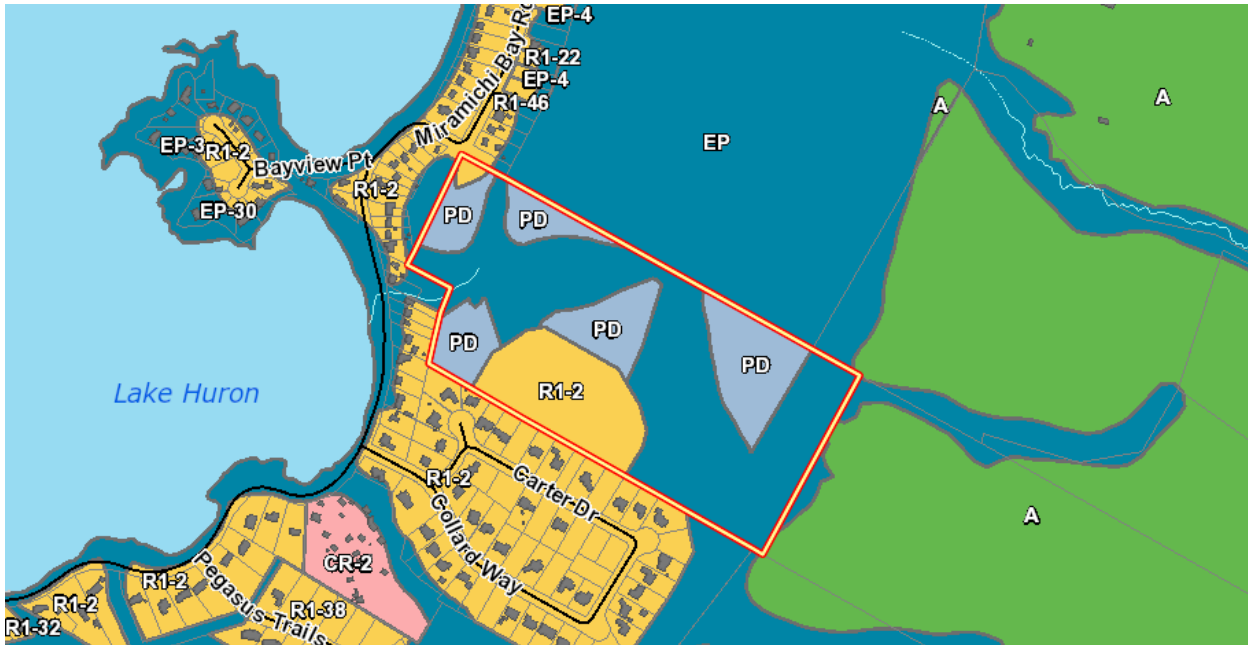 EP-4
R1-22
EP-4
R1-46
Miramichi Bay Ro
A
A
EP
EP-3
R1-2
Bayview Pt
R1-2
EP-30
PD
PD
PD
PD
PD
R1-2
Lake Huron
R1-2
Carter Dr
Collard Way
A
CR-2
R1-2
Pegasus Trails
R1-2
R1-38
R1-32